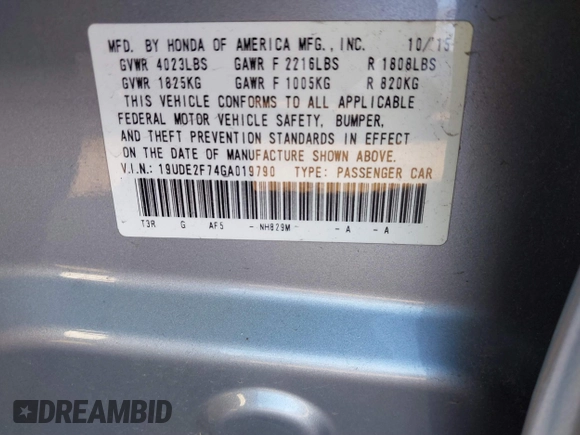 MFD. BY HONDA OF AMERICA MFG., INC. 10/15
GVWR 4023LBS GAWR F 2216LBS R 1808LBS
GVWR 1825KG GAWR F 1005KG R 820KG
THIS VEHICLE CONFORMS TO ALL APPLICABLE
FEDERAL MOTOR VEHICLE SAFETY, BUMPER,
AND THEFT PREVENTION STANDARDS IN EFFECT
ON THE DATE OF MANUFACTURE SHOWN ABOVE.
V.I.N.: 19UDE2F74GA019790 TYPE: PASSENGER CAR
T3R G AF5 - NH829M - A - A
DREAMBID